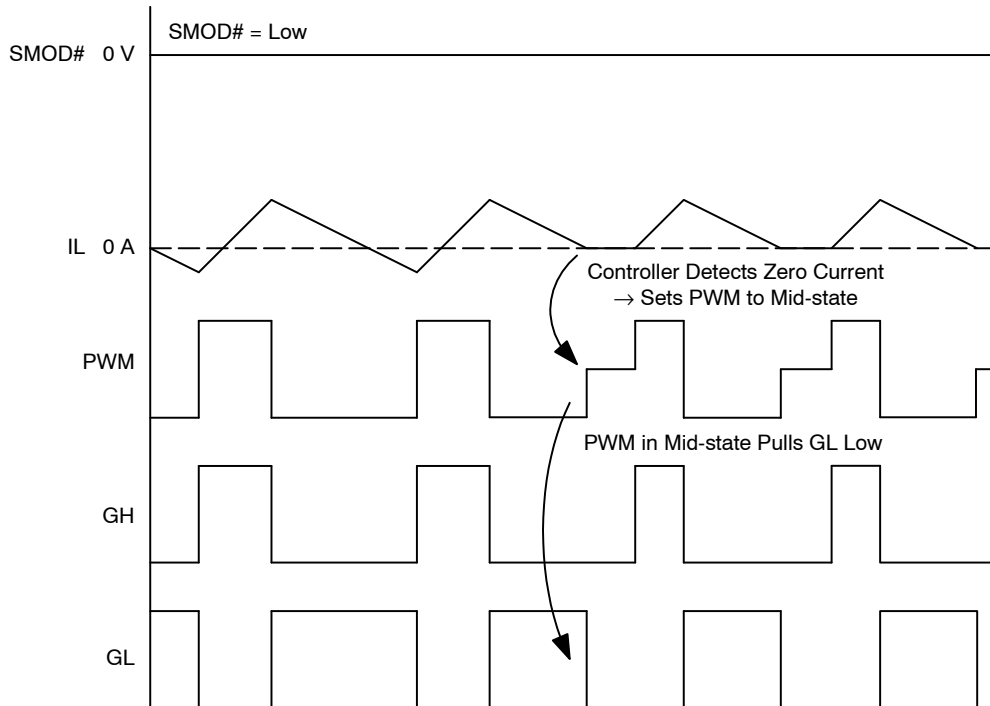 SMOD# = Low
SMOD# 0 V
IL 0 A
Controller Detects Zero Current
→ Sets PWM to Mid-state
PWM
PWM in Mid-state Pulls GL Low
GH
GL